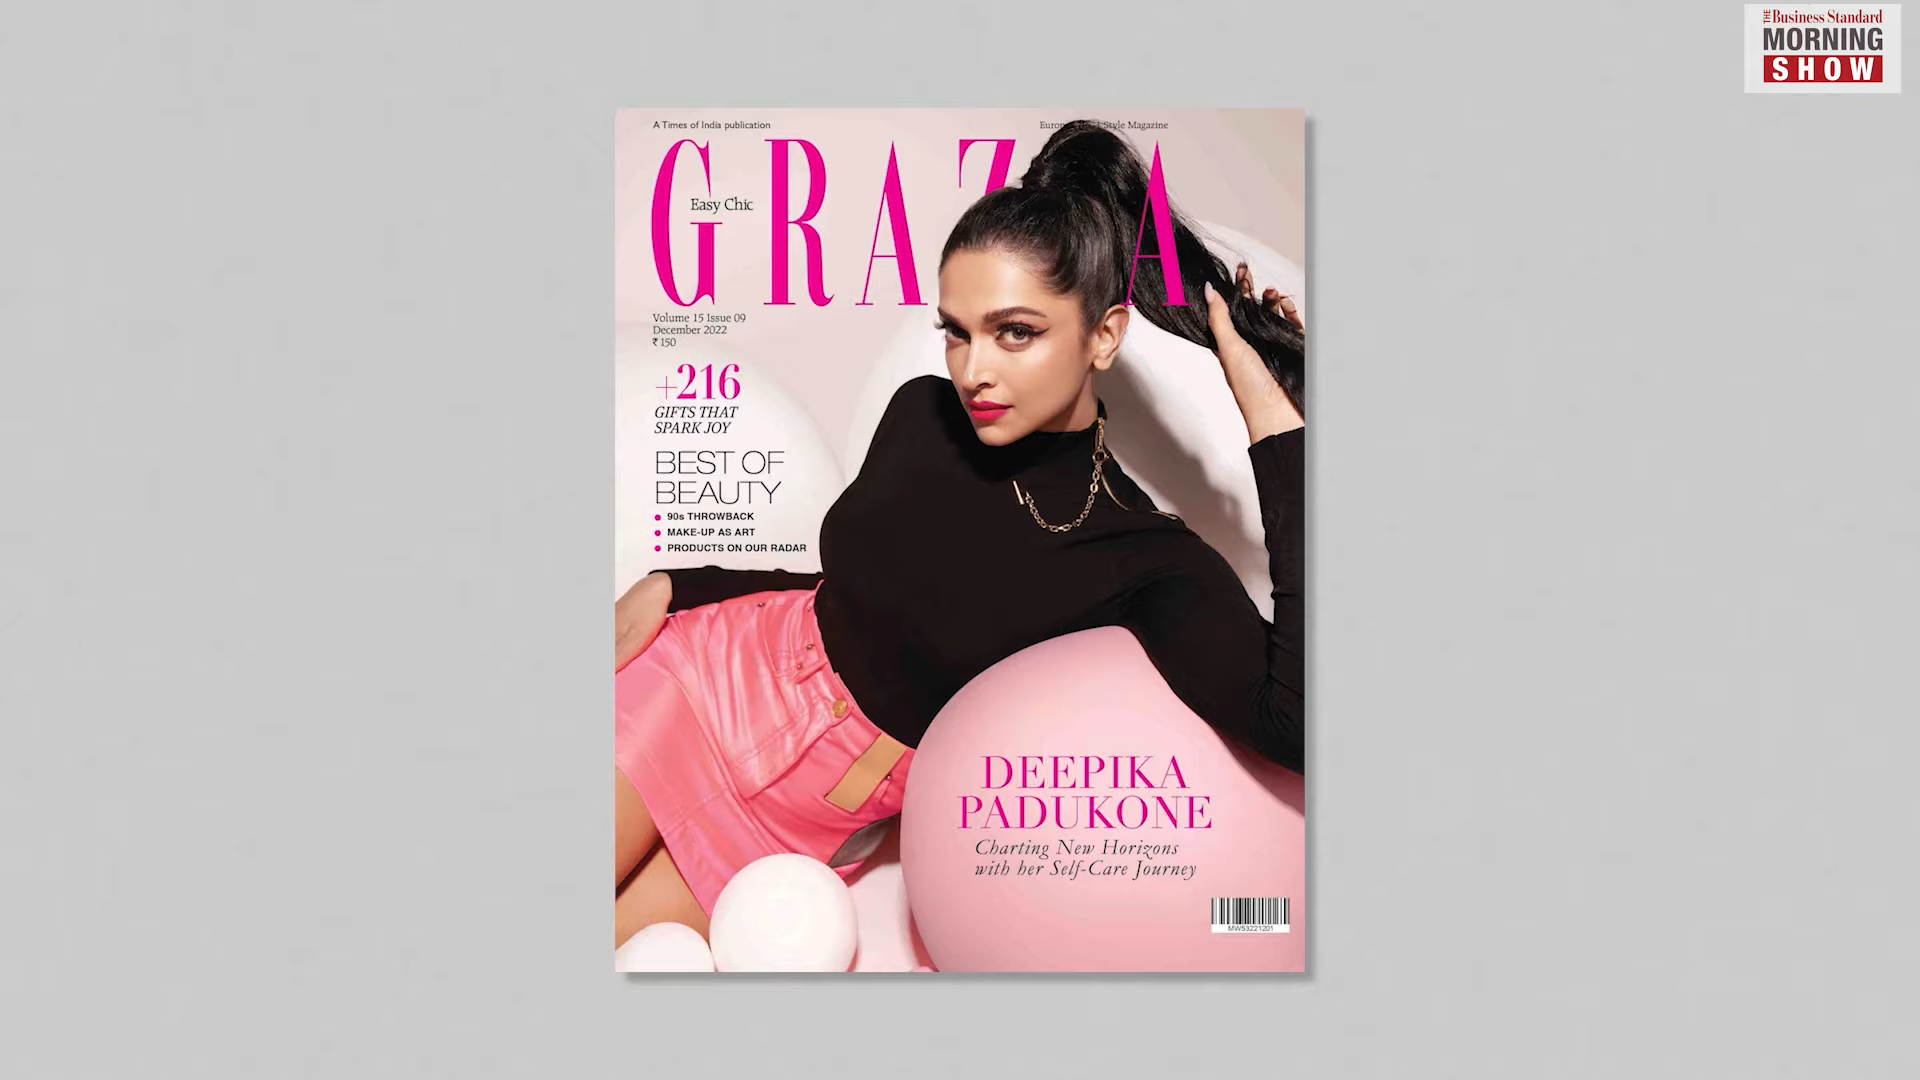 THE Business Standard
MORNING
SHOW
A Times of India publication
Style Magazine
GRAZIA
Easy Chic
Volume 15 Issue 09
December 2022
₹ 150
+216
GIFTS THAT
SPARK JOY
BEST OF
BEAUTY
90s THROWBACK
MAKE-UP AS ART
PRODUCTS ON OUR RADAR
DEEPIKA
PADUKONE
Charting New Horizons
with her Self-Care Journey
MW53221201